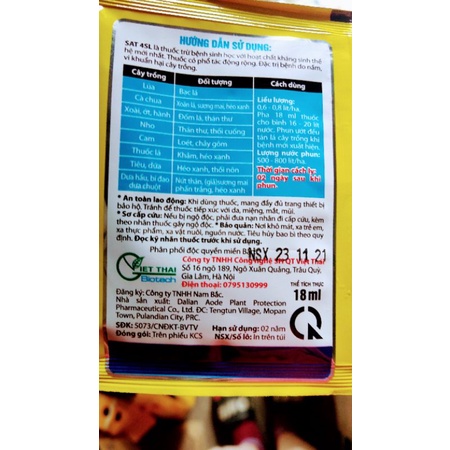 HƯỚNG DẪN SỬ DỤNG:
SAT 4SL là thuốc trừ bệnh sinh học với hoạt chất kháng sinh thế
hệ mới nhất. Thuốc có phổ tác động rộng. Đặc trị bệnh do nấm,
vi khuẩn hại cây trồng.
Cây trồng Đối tượng Cách dùng
Lúa Bạc lá
Cà chua Xoăn lá, sương mai, héo xanh
Xoài, ớt, hành Đốm lá, thán thư
Nho Thán thư, thối cuống
Cam Loét, chảy gôm
Thuốc lá Khảm, héo xanh
Tiêu, dứa Héo xanh, thối nõn
Dưa hấu, bí đao Nứt thân, (giả) sương mai
dưa chuột phấn trắng, héo xanh
Liều lượng:
0,6 - 0,8 lít/ha.
Pha 18 ml thuốc
cho bình 16 - 20 lít
nước. Phun ướt đều
tán lá cây trồng khi
bệnh mới xuất hiện.
Lượng nước phun:
500 - 800 lít/ha.
Thời gian cách ly:
02 ngày sau khi
phun.
* An toàn lao động: Khi dùng thuốc, mang đầy đủ trang thiết bị
bảo hộ. Tránh để thuốc tiếp xúc với da, miệng, mắt, mũi.
* Sơ cấp cứu: Nếu bị ngộ độc, phải đưa nạn nhân đi cấp cứu, kèm
theo nhãn thuốc gây ngộ độc. * Bảo quản: Nơi khô mát, xa trẻ em,
xa thực phẩm, xa vật nuôi, nguồn nước. Tiêu hủy bao bì theo quy
định. Đọc kỹ nhãn thuốc trước khi sử dụng.
Phân phối độc quyền miền Bắc
NSX 23 11 21
Công ty TNHH Công nghệ SH QT Việt Thái
Số 16 ngõ 189, Ngô Xuân Quảng, Trâu Quỳ,
Gia Lâm, Hà Nội
Điện thoại: 0795130999
VIET THAI
Biotech
Đăng ký: Công ty TNHH Nam Bắc.
Nhà sản xuất: Dalian Aode Plant Protection
Pharmaceutical Co., Ltd. ĐC: Tengtun Village, Mopan
Town, Pulandian City, PRC.
SĐK: 5073/CNĐKT-BVTV Hạn sử dụng: 02 năm
Đóng gói: Trên phiếu KCS NSX/Số lô: in trên túi
THỂ TÍCH THỰC
18 ml